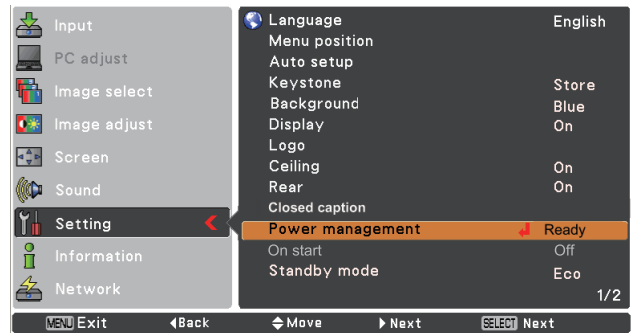 Input
PC adjust
Image select
Image adjust
Screen
Sound
Setting
Information
Network
Language English
Menu position
Auto setup
Keystone Store
Background Blue
Display On
Logo
Ceiling On
Rear On
Closed caption
Power management Ready
On start Off
Standby mode Eco
1/2
MENU Exit Back Move Next SELECT Next